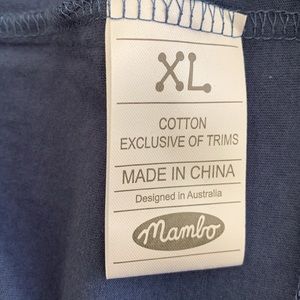 XL
COTTON
EXCLUSIVE OF TRIMS
MADE IN CHINA
Designed in Australia
Mambo